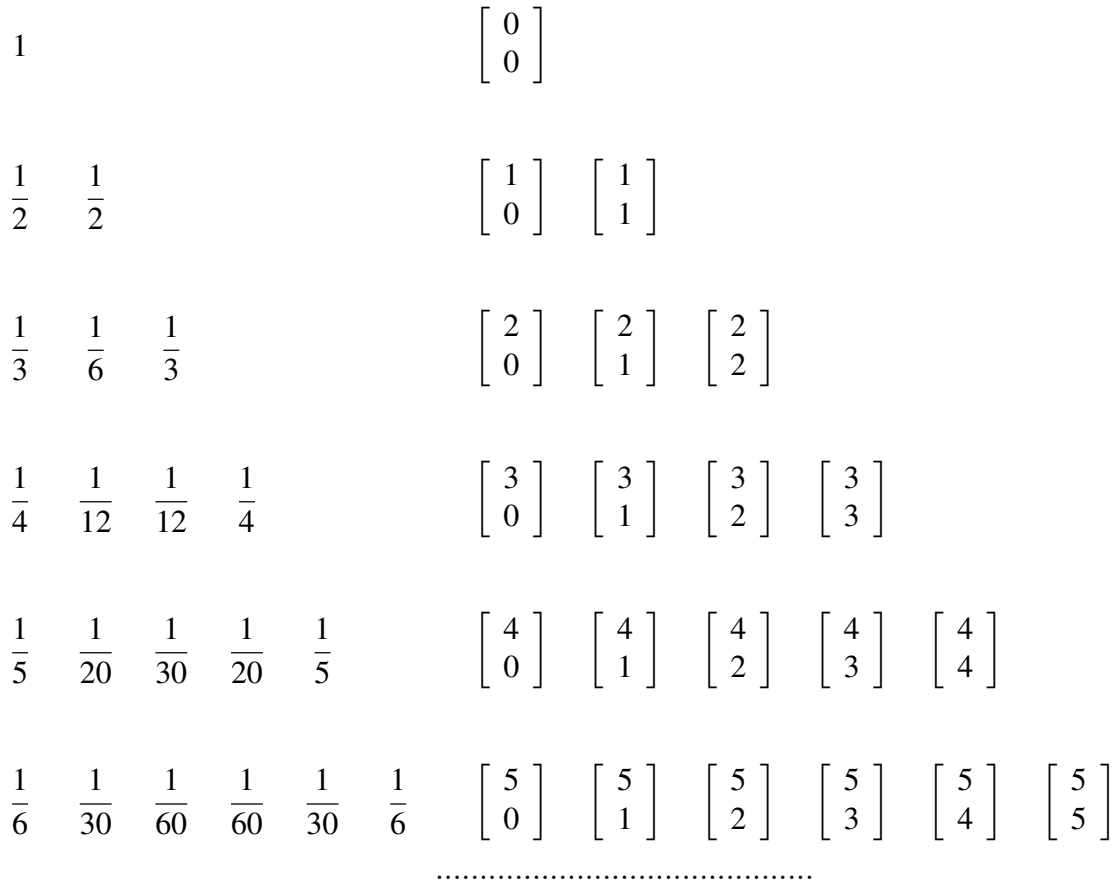 1 [ 0 0 ]
1/2 1/2 [ 1 0 ] [ 1 1 ]
1/3 1/6 1/3 [ 2 0 ] [ 2 1 ] [ 2 2 ]
1/4 1/12 1/12 1/4 [ 3 0 ] [ 3 1 ] [ 3 2 ] [ 3 3 ]
1/5 1/20 1/30 1/20 1/5 [ 4 0 ] [ 4 1 ] [ 4 2 ] [ 4 3 ] [ 4 4 ]
1/6 1/30 1/60 1/60 1/30 1/6 [ 5 0 ] [ 5 1 ] [ 5 2 ] [ 5 3 ] [ 5 4 ] [ 5 5 ]
...........................................